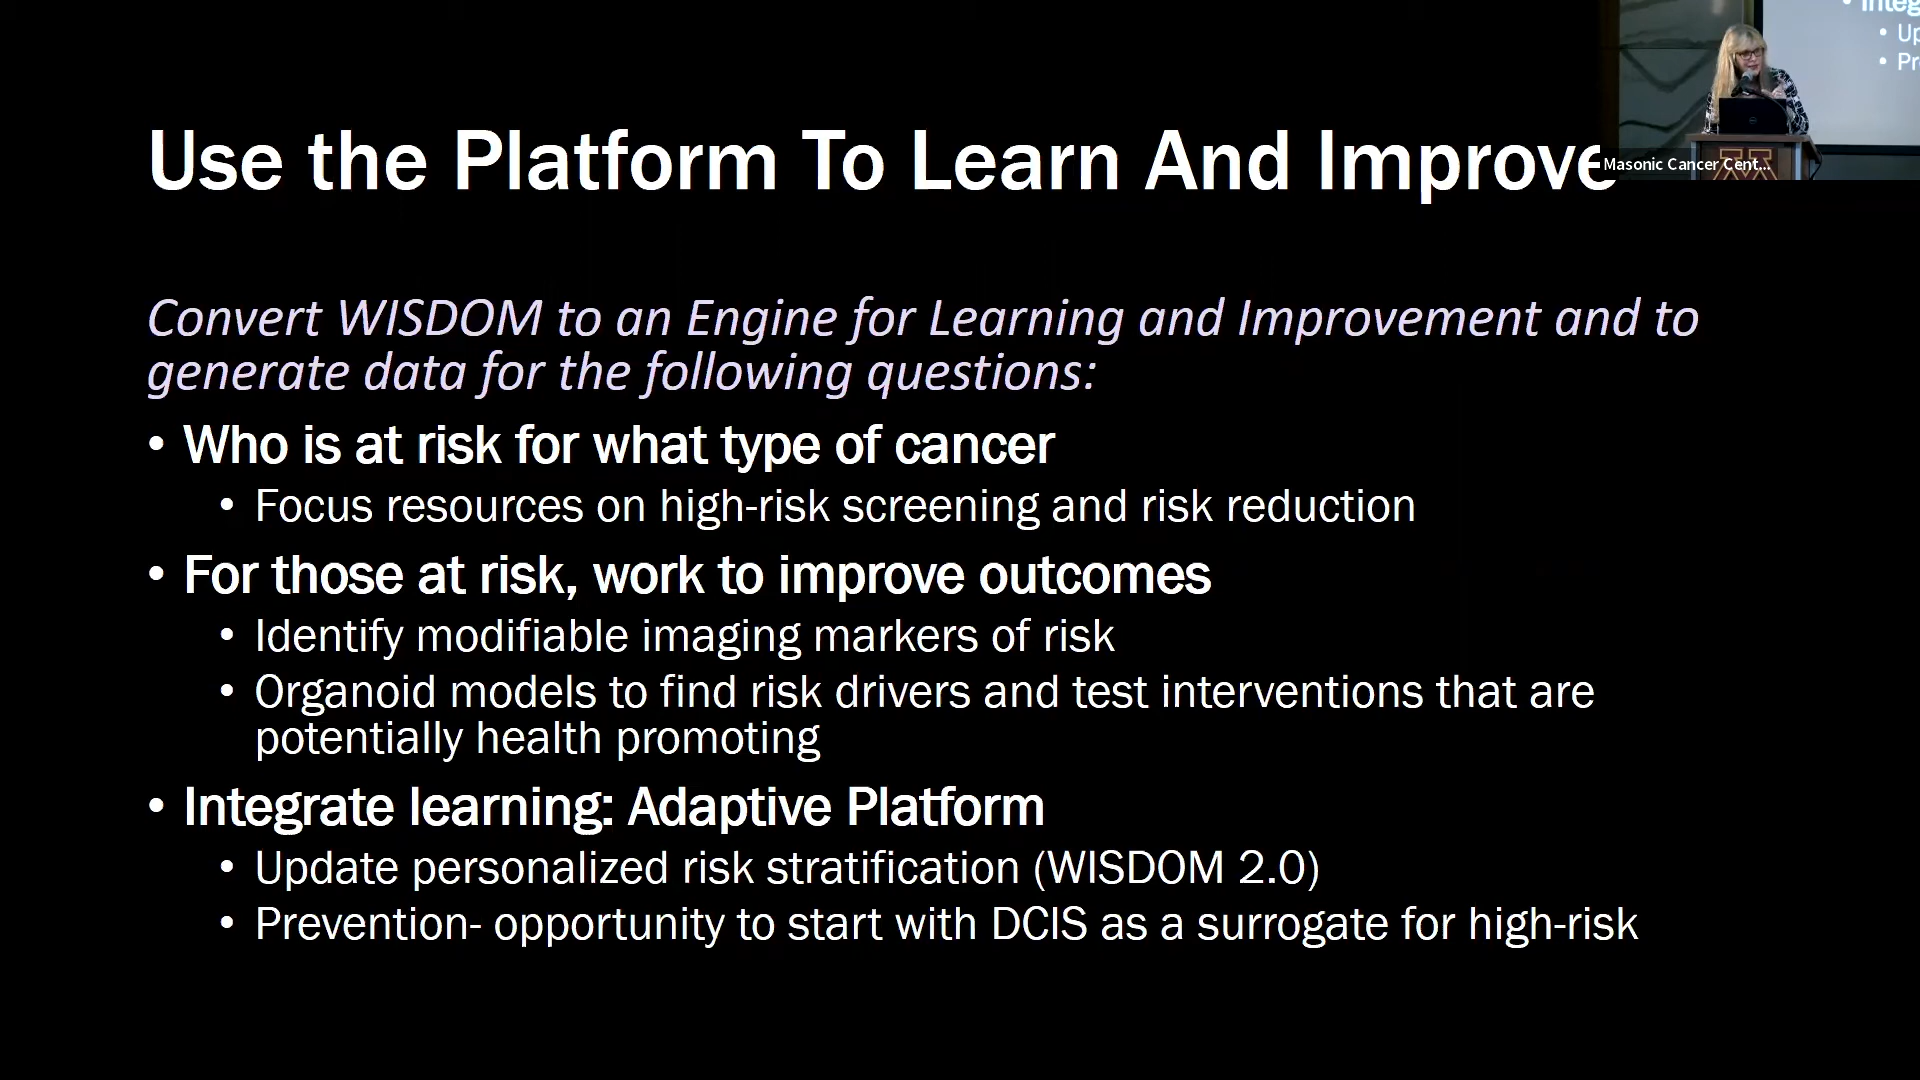 Use the Platform To Learn And Improve
Masonic Cancer Cent...
Integ
Up
Pr
Convert WISDOM to an Engine for Learning and Improvement and to
generate data for the following questions:
• Who is at risk for what type of cancer
• Focus resources on high-risk screening and risk reduction
• For those at risk, work to improve outcomes
• Identify modifiable imaging markers of risk
• Organoid models to find risk drivers and test interventions that are
potentially health promoting
• Integrate learning: Adaptive Platform
• Update personalized risk stratification (WISDOM 2.0)
• Prevention- opportunity to start with DCIS as a surrogate for high-risk